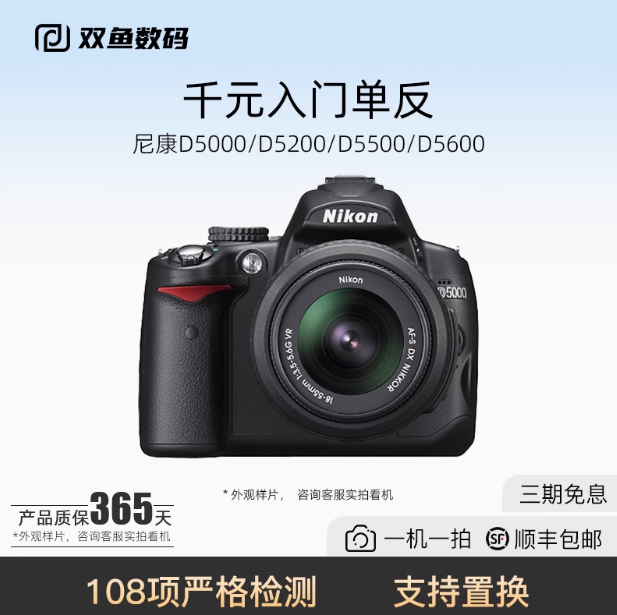 双鱼数码
千元入门单反
尼康D5000/D5200/D5500/D5600
Nikon
D5000
Nikon
AF-S DX NIKKOR
18-55mm 1:3.5-5.6G VR
*外观样片， 咨询客服实拍看机
三期免息
产品质保365天
*外观样片，咨询客服实拍看机
一机一拍 SF 顺丰包邮
108项严格检测 支持置换